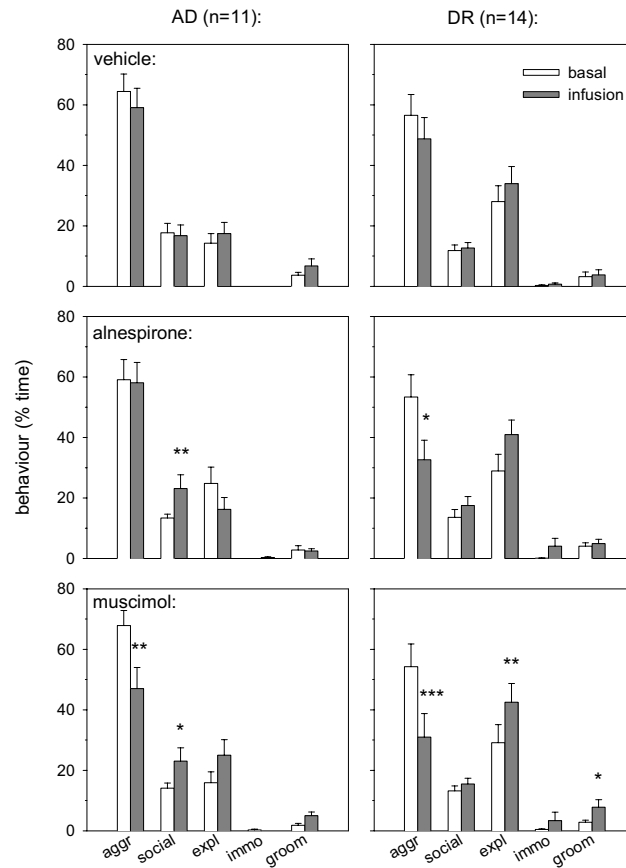 AD (n=11):
DR (n=14):
80
60
40
20
0
vehicle:
basal
infusion
behaviour (% time)
80
60
40
20
0
alnespirone:
**
*
80
60
40
20
0
muscimol:
**
*
***
**
*
aggr social expl immo groom
aggr social expl immo groom